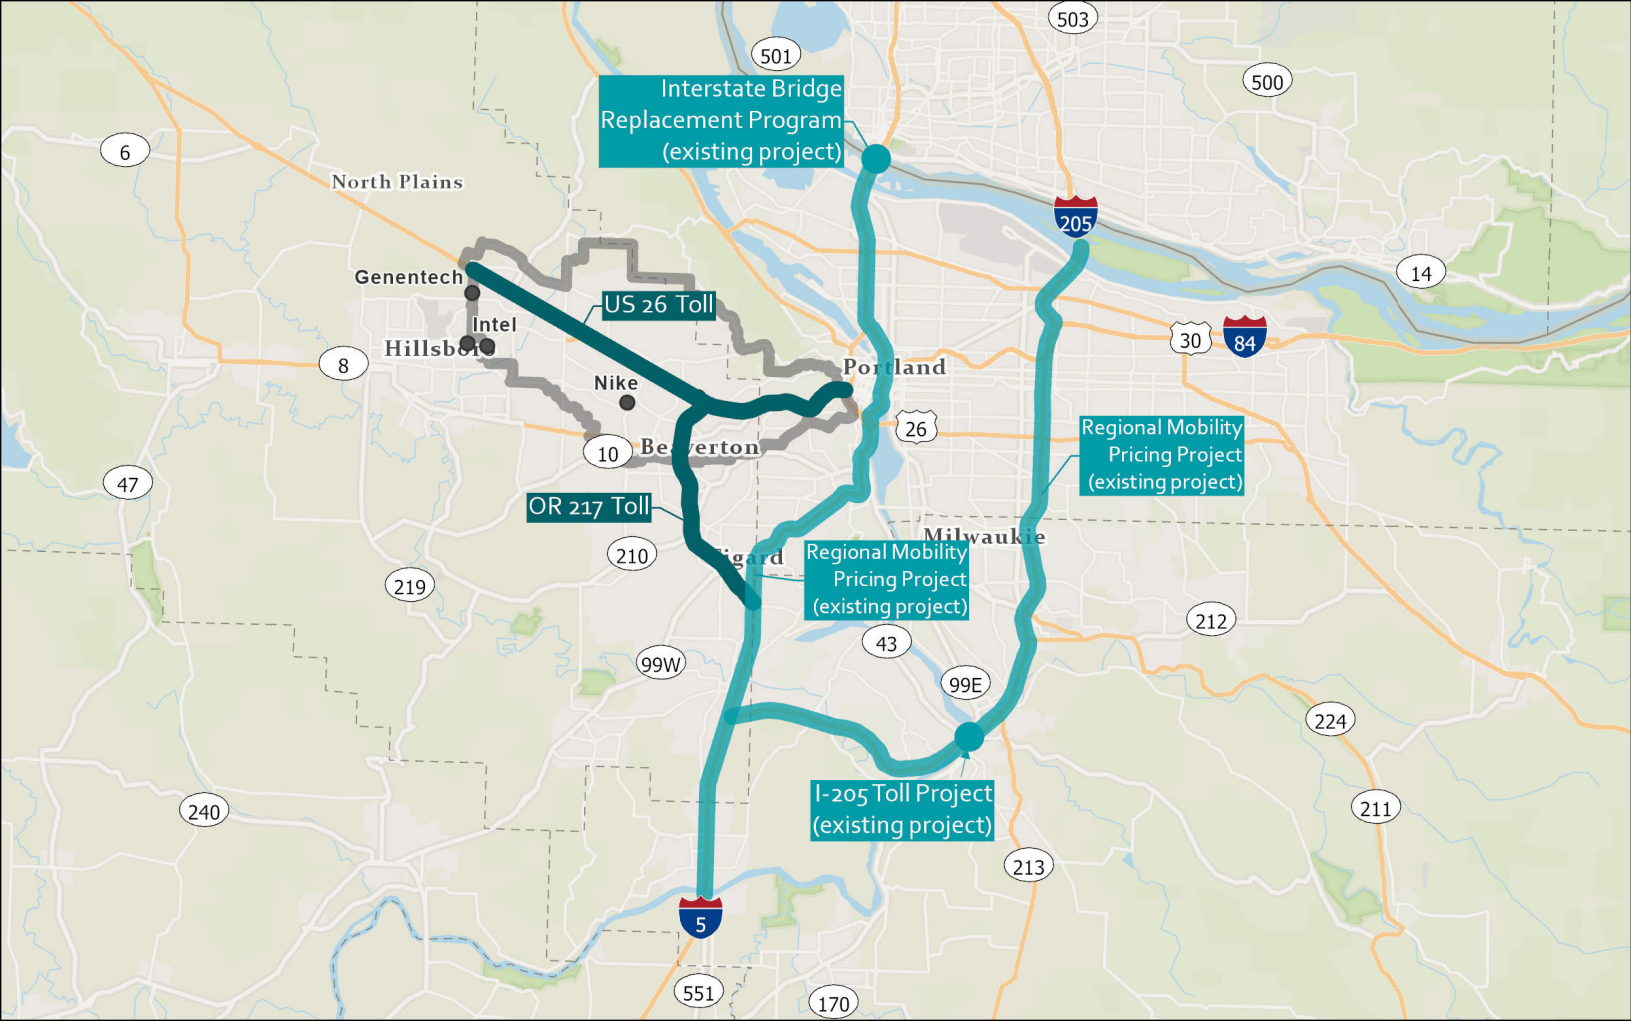 503
501
500
Interstate Bridge
Replacement Program
(existing project)
6
North Plains
205
14
Genentech
US 26 Toll
Intel
Hillsboro
30
84
8
Portland
Nike
26
Regional Mobility
Pricing Project
(existing project)
10
Beaverton
47
OR 217 Toll
Milwaukie
210
Tigard
Regional Mobility
Pricing Project
(existing project)
219
212
43
99W
99E
224
I-205 Toll Project
(existing project)
240
211
213
5
551
170